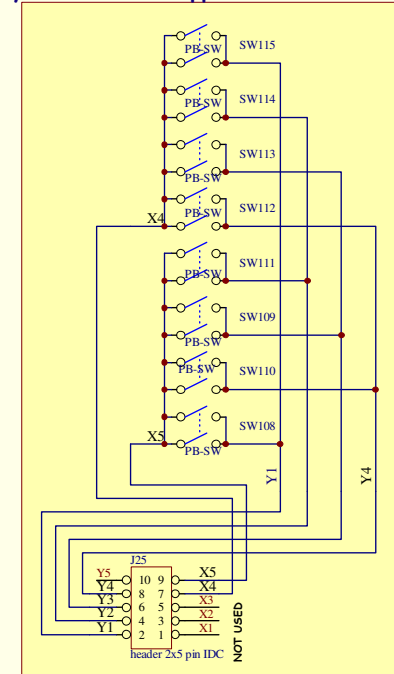 SW115
PB-SW
SW114
PB-SW
SW113
PB-SW
SW112
X4
PB-SW
SW111
PB-SW
SW109
PB-SW
PB-SW
SW110
SW108
X5
PB-SW
Y1
Y4
J25
Y5 10 9 X5
Y4 8 7 X4
Y3 6 5 X3
Y2 4 3 X2
Y1 2 1 X1
header 2x5 pin IDC
NOT USED